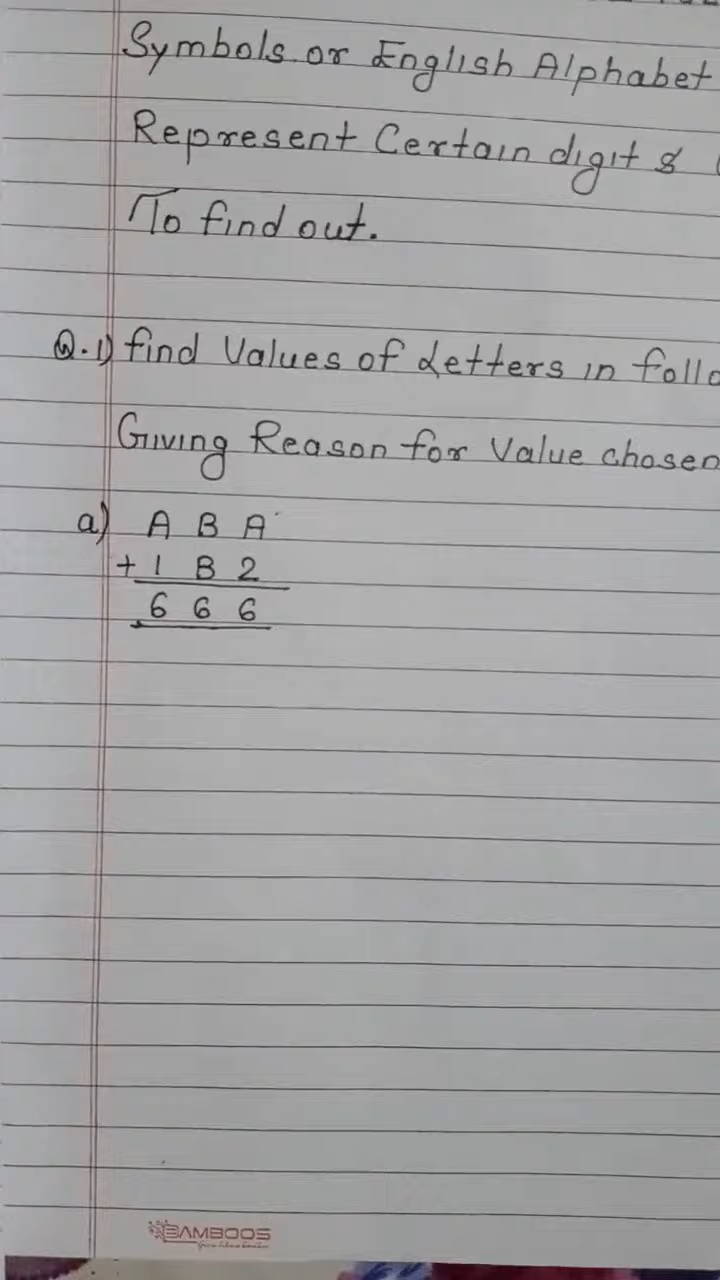 Symbols or English Alphabet
Represent Certain digit &
To find out.
Q.1) find Values of Letters in follo
Giving Reason for Value chosen
a) A B A
+ 1 B 2
6 6 6
BAMBOOS